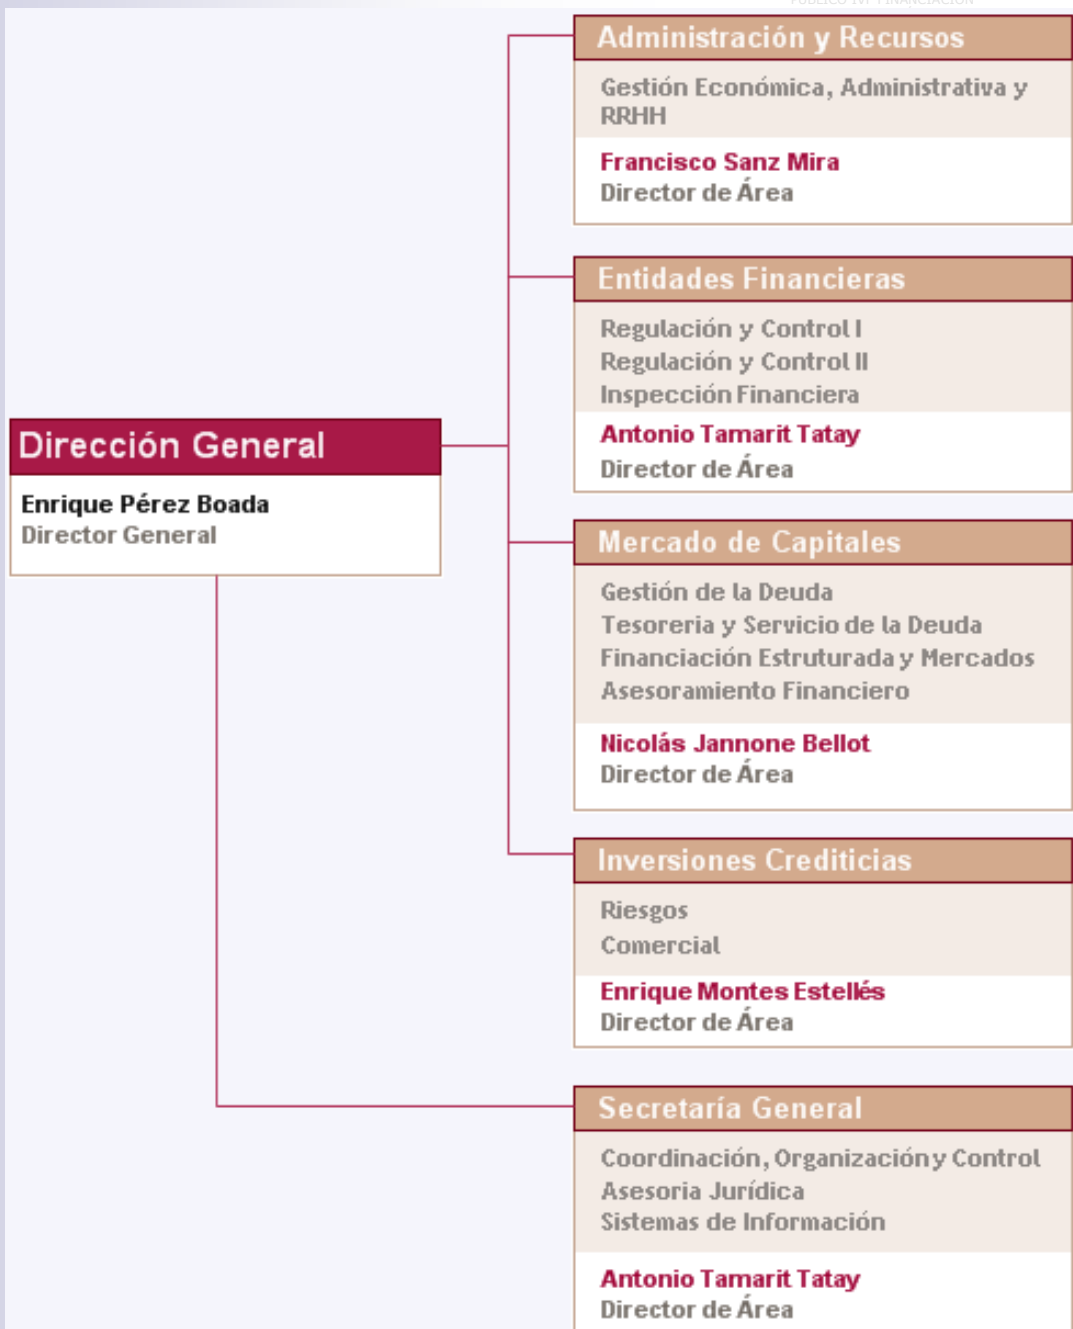 PÚBLICO IVF FINANCIACIÓN
Administración y Recursos
Gestión Económica, Administrativa y
RRHH
Francisco Sanz Mira
Director de Área
Entidades Financieras
Regulación y Control I
Regulación y Control II
Inspección Financiera
Antonio Tamarit Tatay
Director de Área
Dirección General
Enrique Pérez Boada
Director General
Mercado de Capitales
Gestión de la Deuda
Tesoreria y Servicio de la Deuda
Financiación Estruturada y Mercados
Asesoramiento Financiero
Nicolás Jannone Bellot
Director de Área
Inversiones Crediticias
Riesgos
Comercial
Enrique Montes Estellés
Director de Área
Secretaría General
Coordinación, Organización y Control
Asesoria Jurídica
Sistemas de Información
Antonio Tamarit Tatay
Director de Área